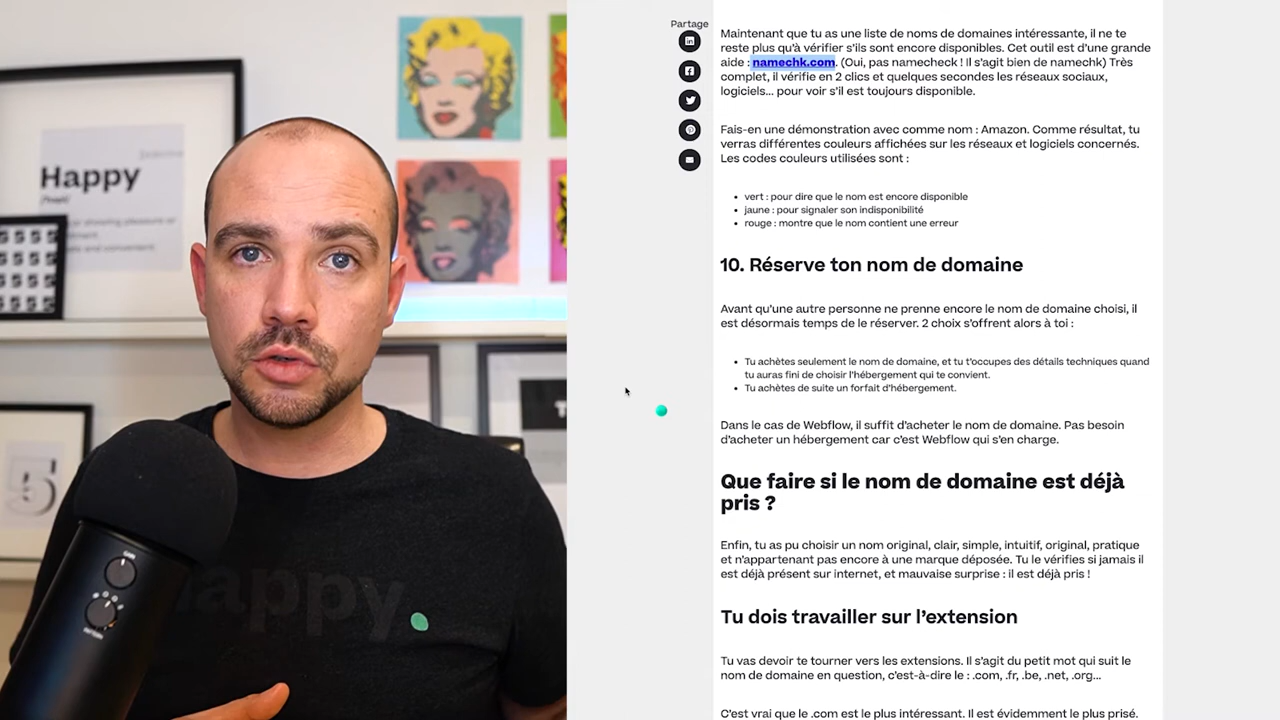 Happy
happy.
Partage
Maintenant que tu as une liste de noms de domaines intéressante, il ne te
reste plus qu'à vérifier s'ils sont encore disponibles. Cet outil est d'une grande
aide : namechk.com. (Oui, pas namecheck ! Il s'agit bien de namechk) Très
complet, il vérifie en 2 clics et quelques secondes les réseaux sociaux,
logiciels... pour voir s'il est toujours disponible.
Fais-en une démonstration avec comme nom : Amazon. Comme résultat, tu
verras différentes couleurs affichées sur les réseaux et logiciels concernés.
Les codes couleurs utilisées sont :
• vert : pour dire que le nom est encore disponible
• jaune : pour signaler son indisponibilité
• rouge : montre que le nom contient une erreur
10. Réserve ton nom de domaine
Avant qu'une autre personne ne prenne encore le nom de domaine choisi, il
est désormais temps de le réserver. 2 choix s'offrent alors à toi :
• Tu achètes seulement le nom de domaine, et tu t'occupes des détails techniques quand
tu auras fini de choisir l'hébergement qui te convient.
• Tu achètes de suite un forfait d'hébergement.
Dans le cas de Webflow, il suffit d'acheter le nom de domaine. Pas besoin
d'acheter un hébergement car c'est Webflow qui s'en charge.
Que faire si le nom de domaine est déjà
pris ?
Enfin, tu as pu choisir un nom original, clair, simple, intuitif, original, pratique
et n'appartenant pas encore à une marque déposée. Tu le vérifies si jamais il
est déjà présent sur internet, et mauvaise surprise : il est déjà pris !
Tu dois travailler sur l'extension
Tu vas devoir te tourner vers les extensions. Il s'agit du petit mot qui suit le
nom de domaine en question, c'est-à-dire le : .com, .fr, .be, .net, .org...
C'est vrai que le .com est le plus intéressant. Il est évidemment le plus prisé.